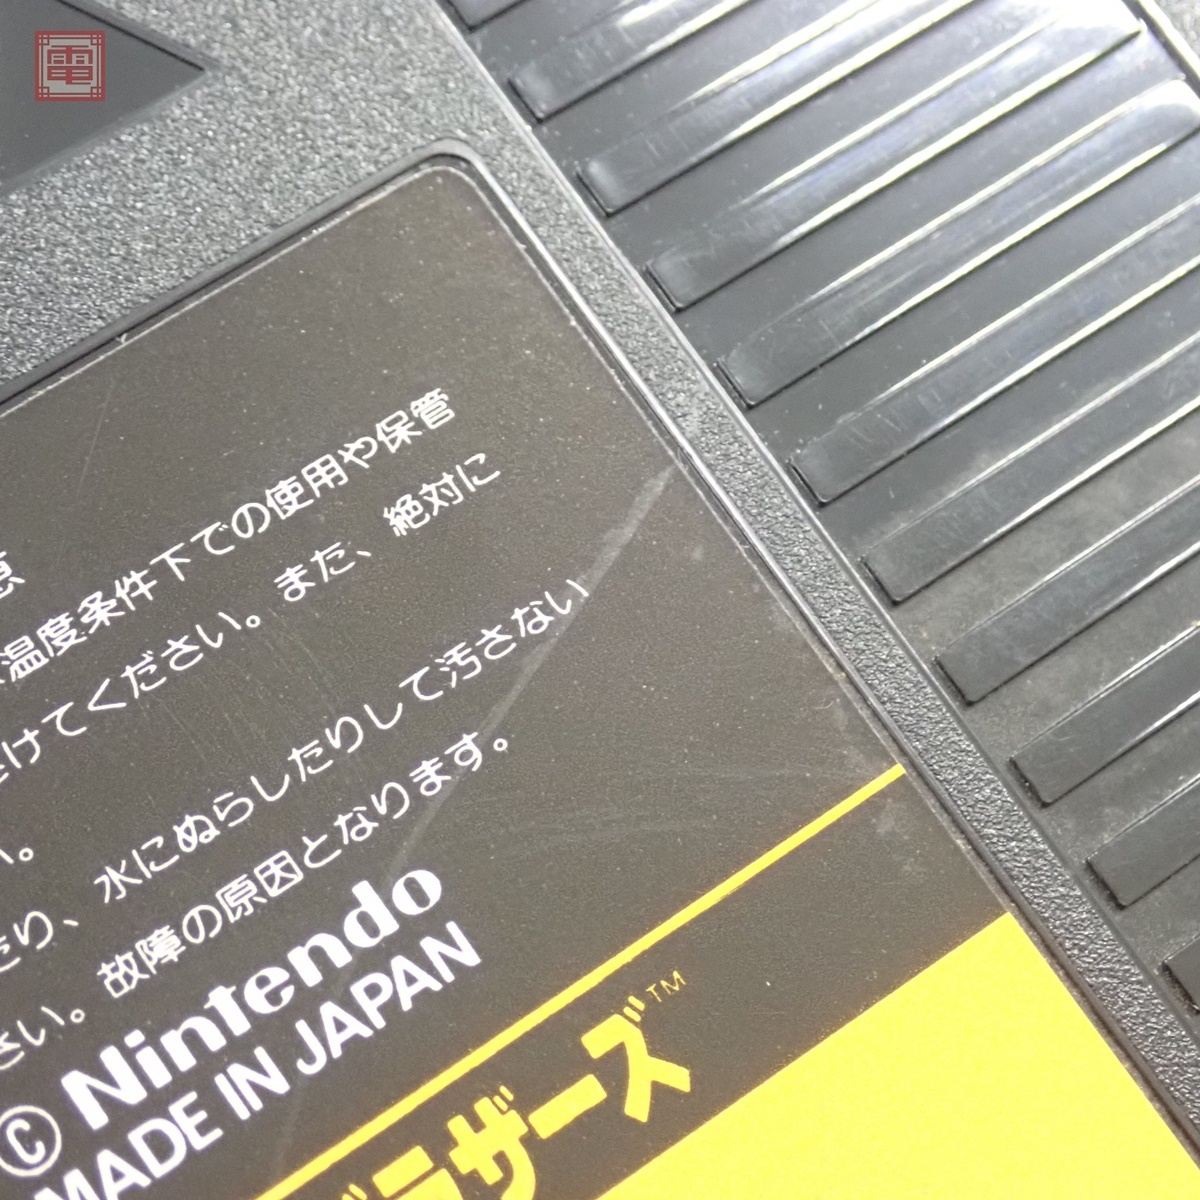 電
意
温度条件下での使用や保管
けてください。また、絶対に
い。
たり、水にぬらしたりして汚さない
さい。故障の原因となります。
© Nintendo
MADE IN JAPAN
ブラザーズ™